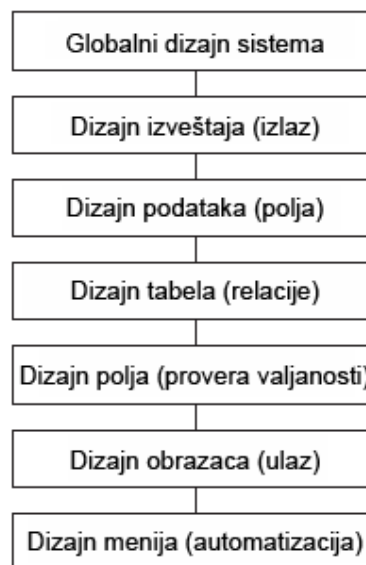 Globalni dizajn sistema
Dizajn izveštaja (izlaz)
Dizajn podataka (polja)
Dizajn tabela (relacije)
Dizajn polja (provera valjanosti)
Dizajn obrazaca (ulaz)
Dizajn menija (automatizacija)